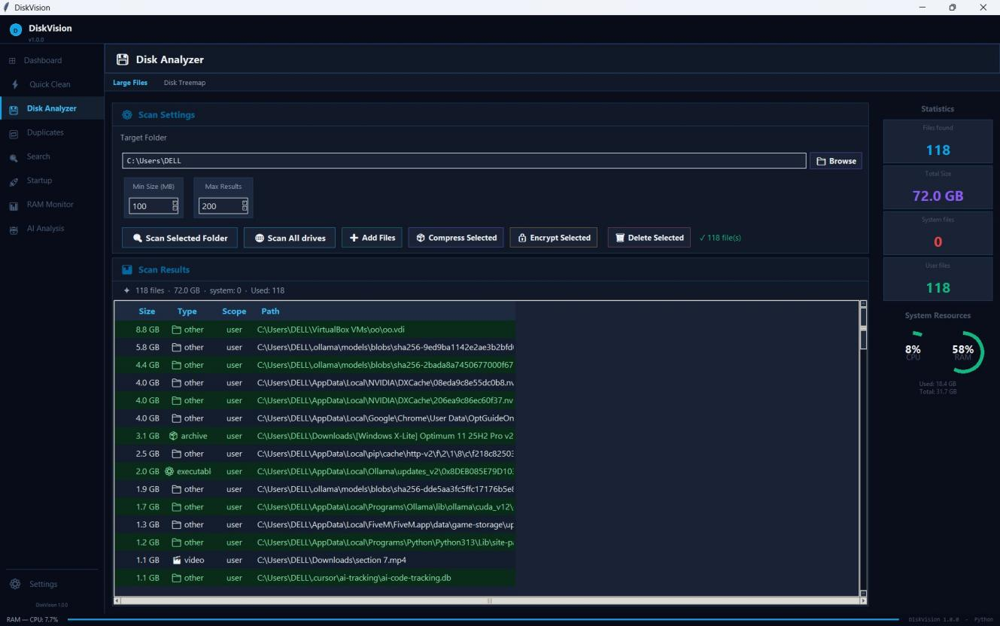 DiskVision
DiskVision
v1.0.0
Dashboard
Quick Clean
Disk Analyzer
Duplicates
Search
Startup
RAM Monitor
AI Analysis
Settings
DiskVision 1.0.0
Disk Analyzer
Large Files Disk Treemap
Scan Settings
Target Folder
C:\Users\DELL Browse
Min Size (MB) Max Results
100 200
Scan Selected Folder Scan All drives + Add Files Compress Selected Encrypt Selected Delete Selected ✓ 118 file(s)
Scan Results
✦ 118 files · 72.0 GB · system: 0 · Used: 118
Size Type Scope Path
8.8 GB other user C:\Users\DELL\VirtualBox VMs\oo\oo.vdi
5.8 GB other user C:\Users\DELL\.ollama\models\blobs\sha256-9ed9ba1142e2ae3b2bfd
4.4 GB other user C:\Users\DELL\.ollama\models\blobs\sha256-2bada8a7450677000f67
4.0 GB other user C:\Users\DELL\AppData\Local\NVIDIA\DXCache\08eda9c8e55dc0b8.nv
4.0 GB other user C:\Users\DELL\AppData\Local\NVIDIA\DXCache\206ea9c86ec60f37.nv
4.0 GB other user C:\Users\DELL\AppData\Local\Google\Chrome\User Data\OptGuideOn
3.1 GB archive user C:\Users\DELL\Downloads\[Windows X-Lite] Optimum 11 25H2 Pro v2
2.5 GB other user C:\Users\DELL\AppData\Local\pip\cache\http-v2\f\2\1\8\c\f218c82503
2.0 GB executabl user C:\Users\DELL\AppData\Local\Ollama\updates_v2\0x8DEB085E79D103
1.9 GB other user C:\Users\DELL\.ollama\models\blobs\sha256-dde5aa3fc5ffc17176b5e8
1.7 GB other user C:\Users\DELL\AppData\Local\Programs\Ollama\lib\ollama\cuda_v12\
1.3 GB other user C:\Users\DELL\AppData\Local\FiveM\FiveM.app\data\game-storage\up
1.2 GB other user C:\Users\DELL\AppData\Local\Programs\Python\Python313\Lib\site-pa
1.1 GB video user C:\Users\DELL\Downloads\section 7.mp4
1.1 GB other user C:\Users\DELL\.cursor\ai-tracking\ai-code-tracking.db
Statistics
Files found
118
Total Size
72.0 GB
System files
0
User files
118
System Resources
8% 58%
CPU RAM
Used: 18.4 GB
Total: 31.7 GB
RAM — CPU: 7.7%
DiskVision 1.0.0 - Python